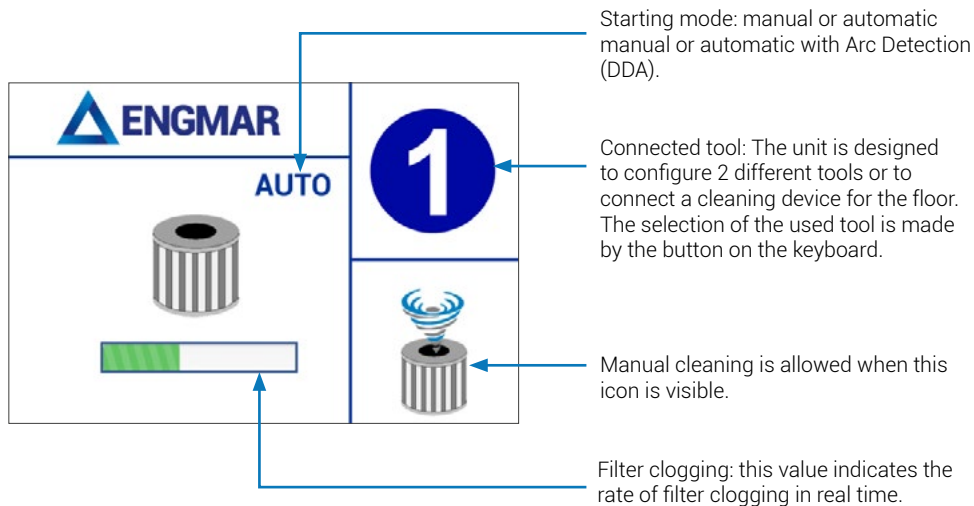 Starting mode: manual or automatic
manual or automatic with Arc Detection
(DDA).
ENGMAR
AUTO
1
Connected tool: The unit is designed
to configure 2 different tools or to
connect a cleaning device for the floor.
The selection of the used tool is made
by the button on the keyboard.
Manual cleaning is allowed when this
icon is visible.
Filter clogging: this value indicates the
rate of filter clogging in real time.